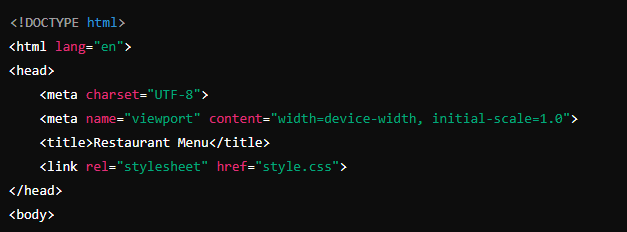 <!DOCTYPE html>
<html lang="en">
<head>
    <meta charset="UTF-8">
    <meta name="viewport" content="width=device-width, initial-scale=1.0">
    <title>Restaurant Menu</title>
    <link rel="stylesheet" href="style.css">
</head>
<body>